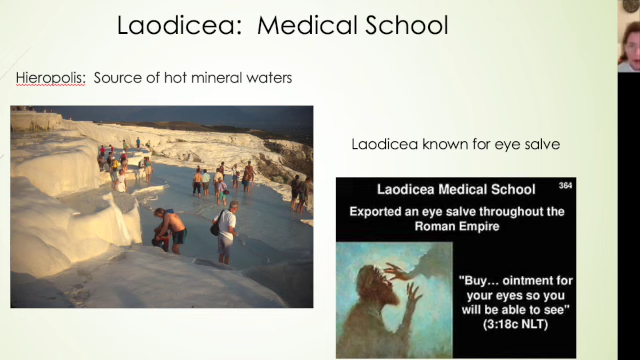 Laodicea: Medical School
Hieropolis: Source of hot mineral waters
Laodicea known for eye salve
Laodicea Medical School
364
Exported an eye salve throughout the
Roman Empire
"Buy... ointment for
your eyes so you
will be able to see"
(3:18c NLT)